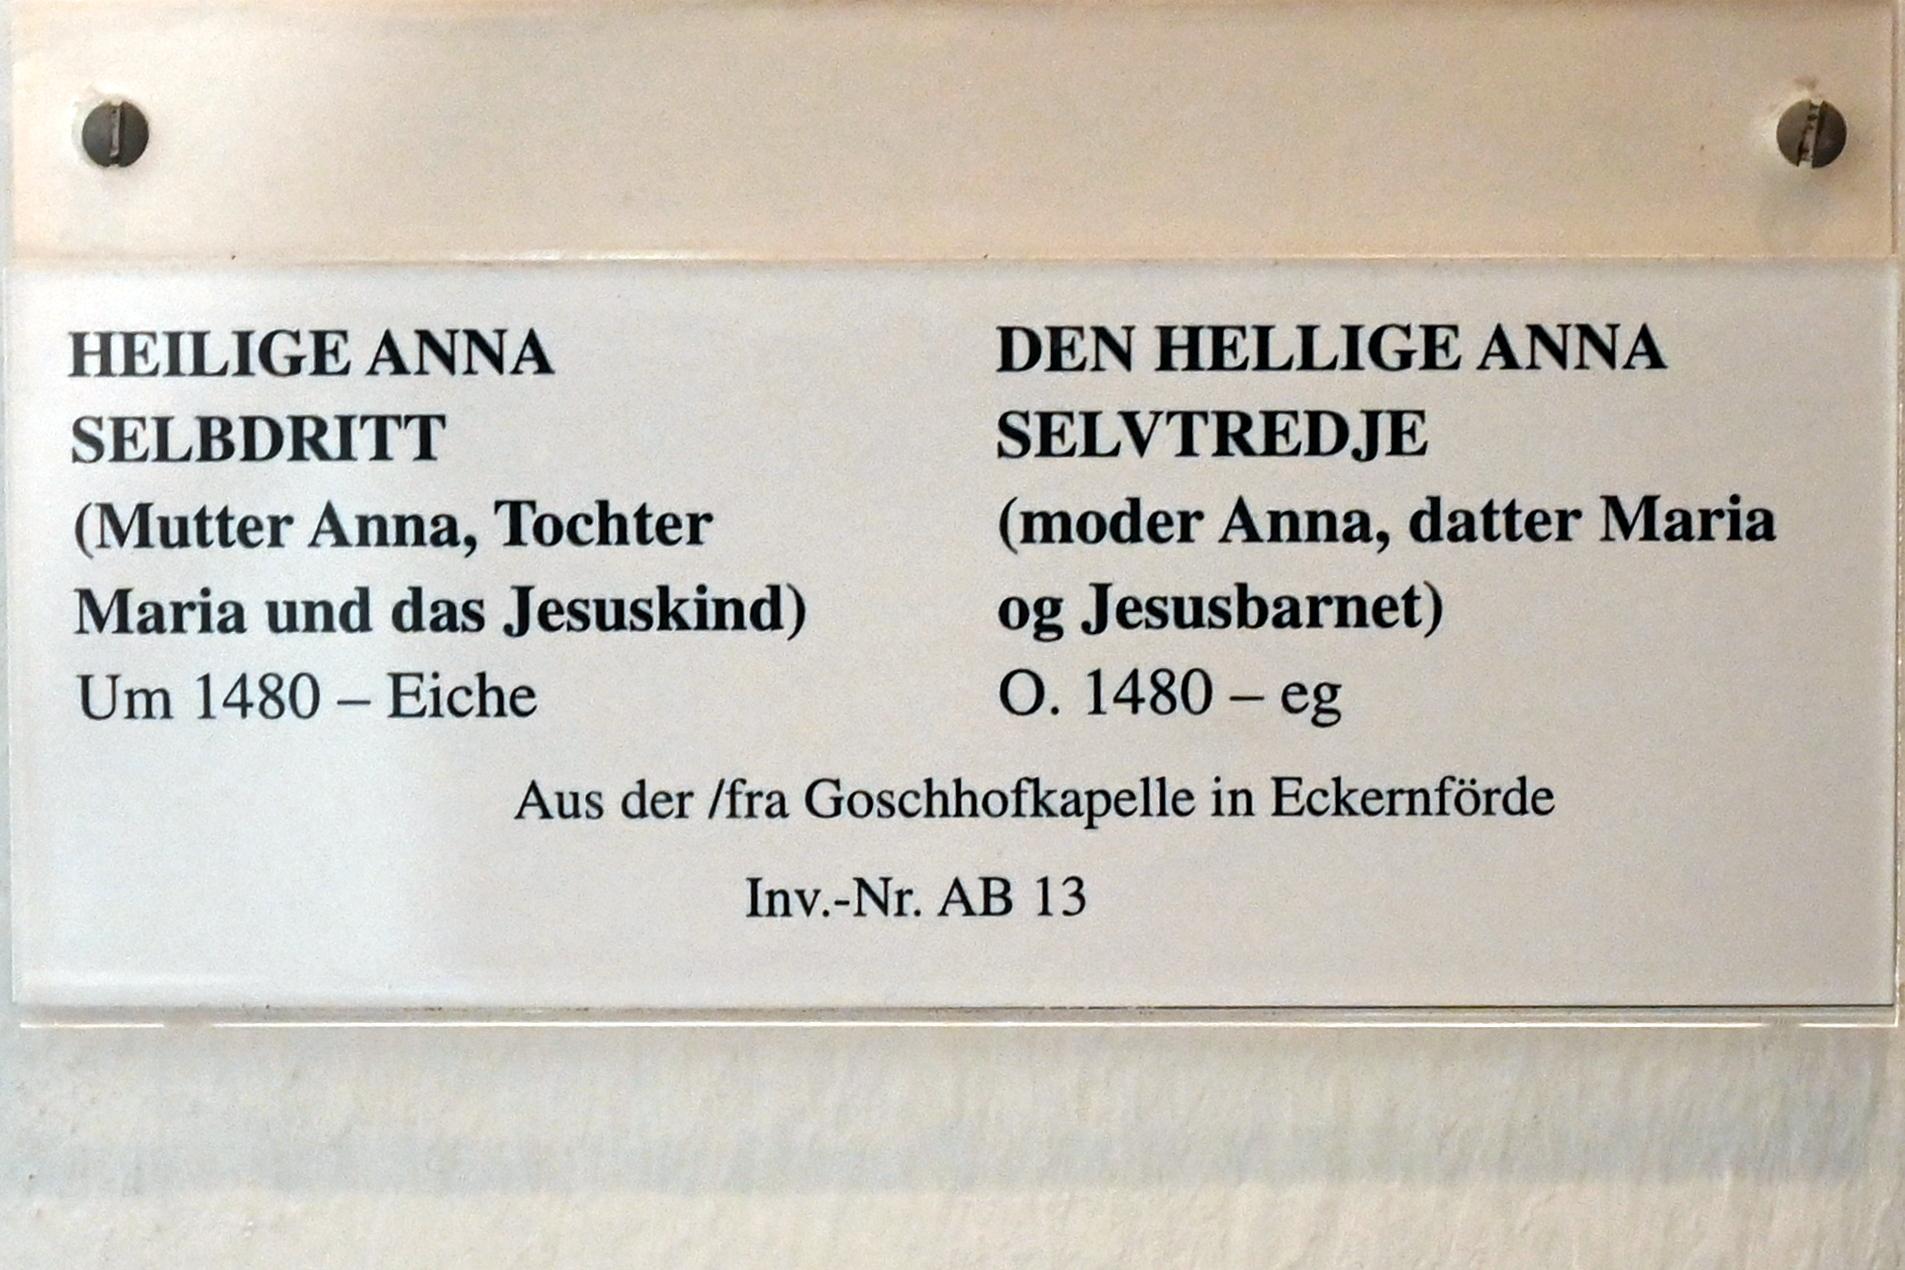 HEILIGE ANNA
SELBDRITT
(Mutter Anna, Tochter
Maria und das Jesuskind)
Um 1480 – Eiche
DEN HELLIGE ANNA
SELVTREDJE
(moder Anna, datter Maria
og Jesusbarnet)
O. 1480 – eg
Aus der /fra Goschhofkapelle in Eckernförde
Inv.-Nr. AB 13